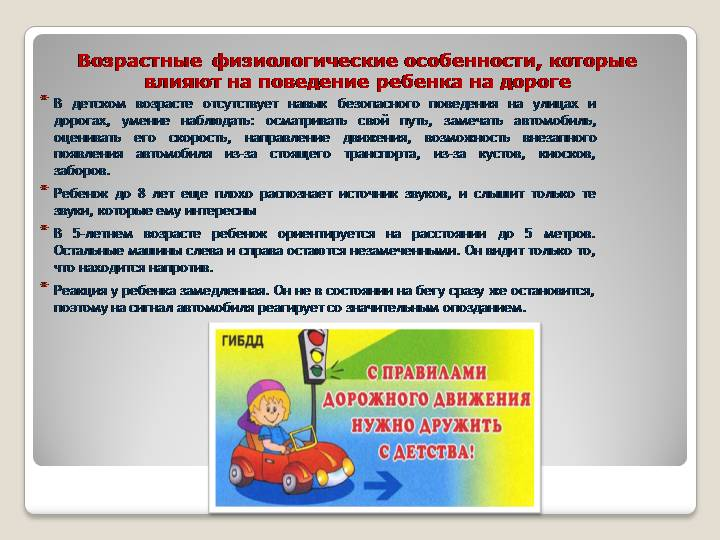 Возрастные физиологические особенности, которые
влияют на поведение ребенка на дороге
В детском возрасте отсутствует навык безопасного поведения на улицах и
дорогах, умение наблюдать: осматривать свой путь, замечать автомобиль,
оценивать его скорость, направление движения, возможность внезапного
появления автомобиля из-за стоящего транспорта, из-за кустов, киосков,
заборов.
Ребенок до 8 лет еще плохо распознает источник звуков, и слышит только те
звуки, которые ему интересны
В 5-летнем возрасте ребенок ориентируется на расстоянии до 5 метров.
Остальные машины слева и справа остаются незамеченными. Он видит только то,
что находится напротив.
Реакция у ребенка замедленная. Он не в состоянии на бегу сразу же остановится,
поэтому на сигнал автомобиля реагирует со значительным опозданием.
ГИБДД
С ПРАВИЛАМИ
ДОРОЖНОГО ДВИЖЕНИЯ
НУЖНО ДРУЖИТЬ
С ДЕТСТВА!